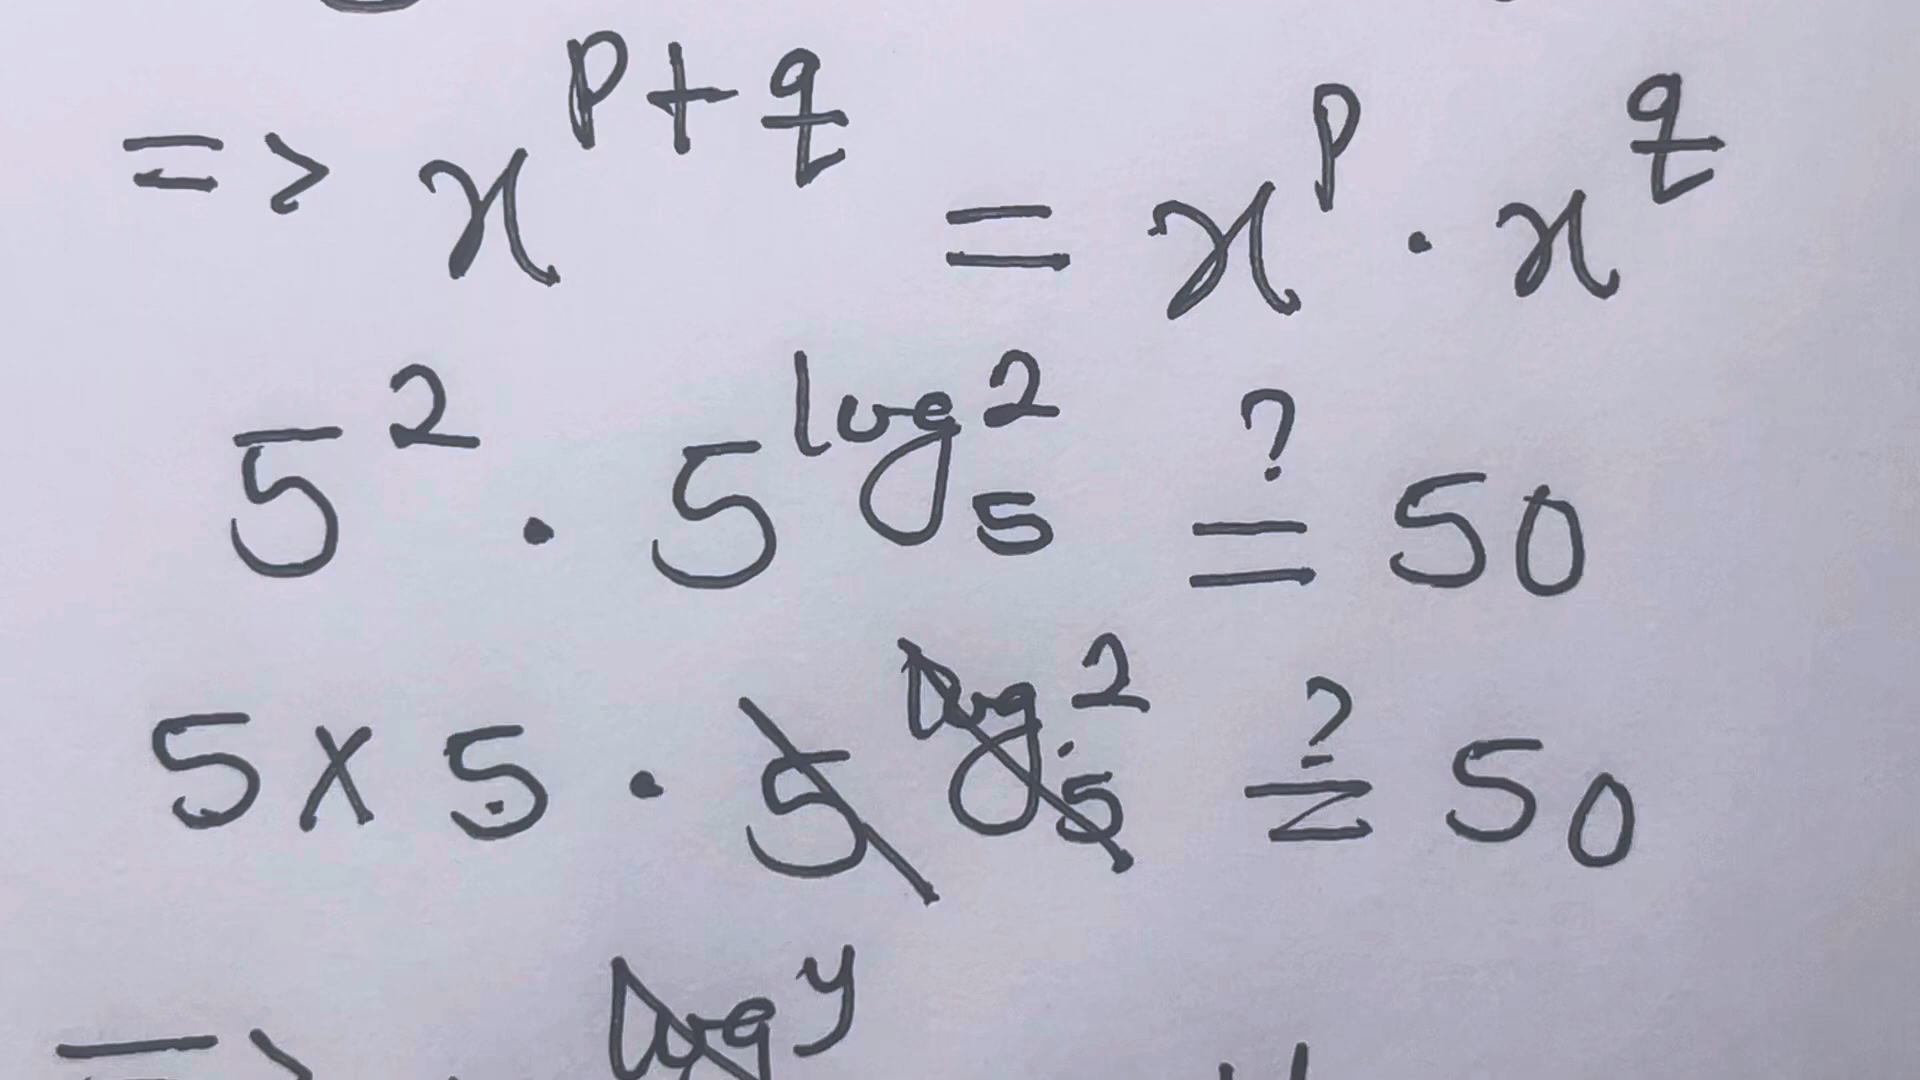 => x^{p+q} = x^p · x^q
5^2 · 5^{log_5 2} ?= 50
5 x 5 · 5^{log_5 2} ?= 50
=> log y